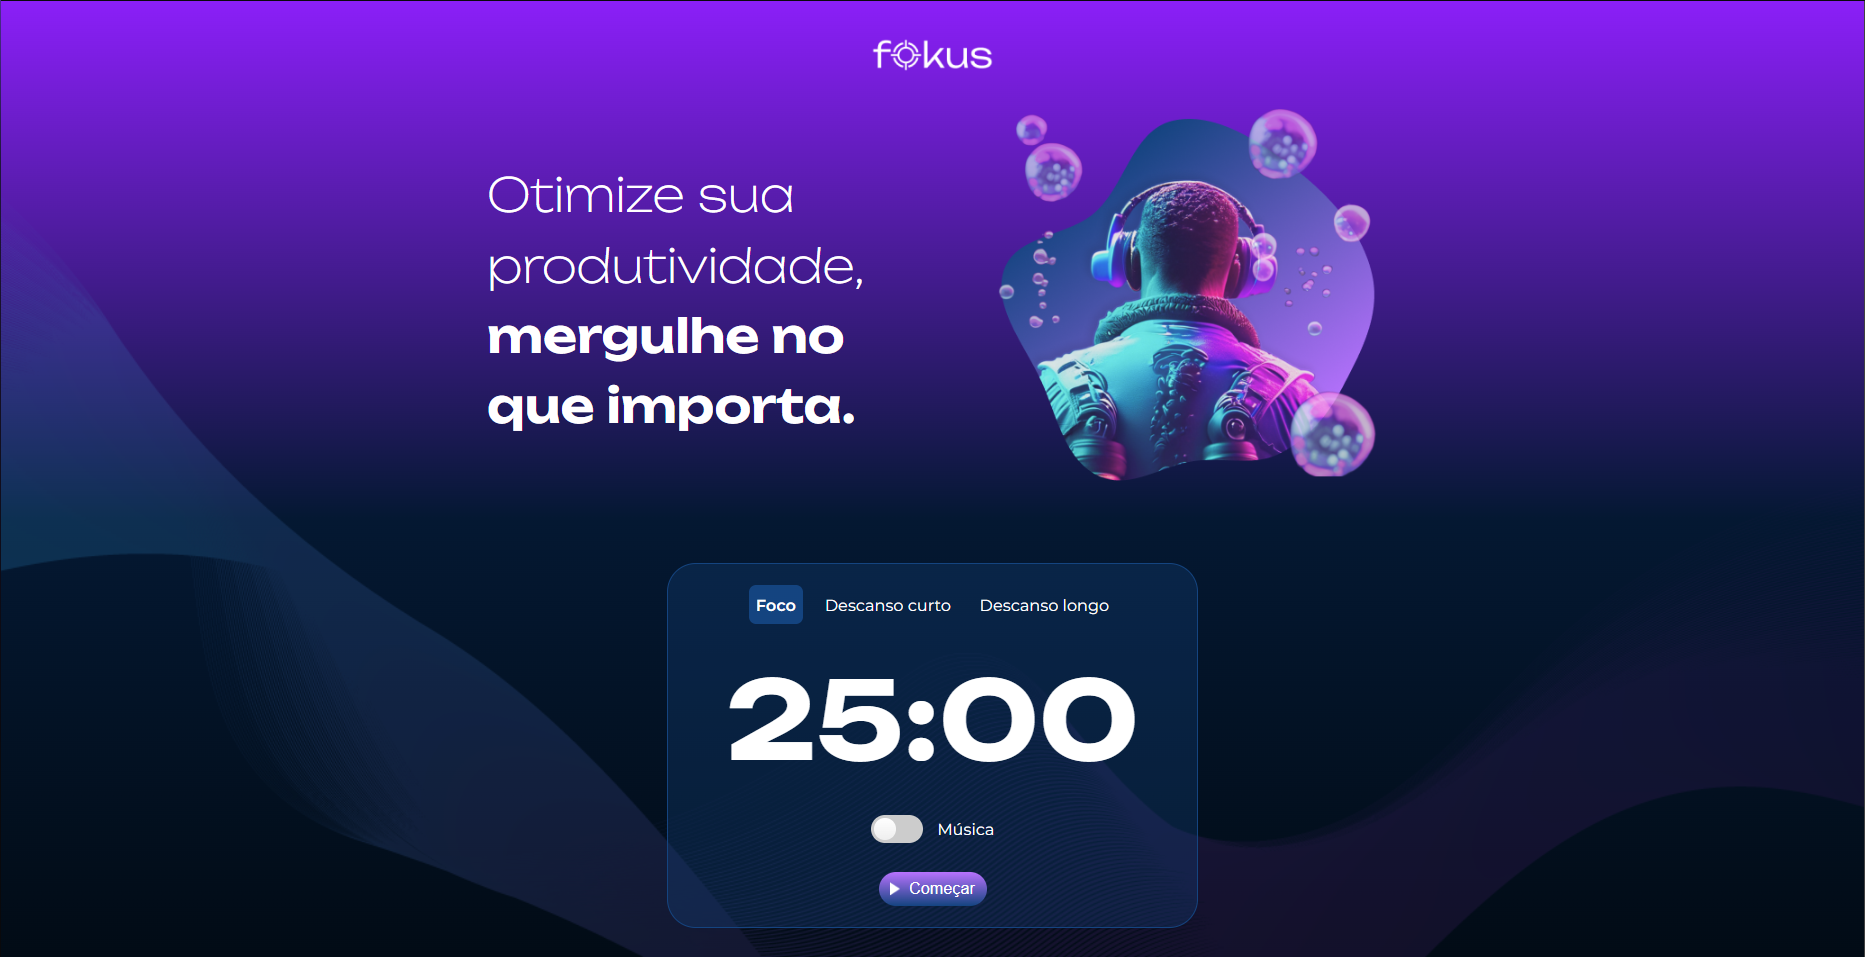 fokus
Otimize sua
produtividade,
mergulhe no
que importa.
Foco Descanso curto Descanso longo
25:00
Música
Começar